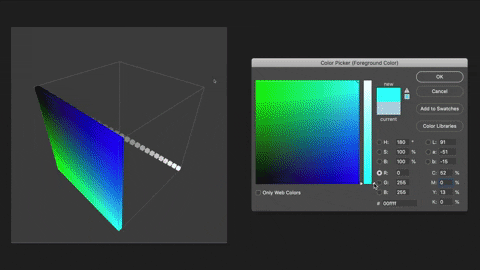 Color Picker (Foreground Color)
new
current
OK
Cancel
Add to Swatches
Color Libraries
H: 180 °
L: 91
S: 100 %
a: -51
B: 100 %
b: -15
R: 0
C: 52 %
G: 255
M: 0 %
B: 255
Y: 13 %
# 00ffff
K: 0 %
Only Web Colors